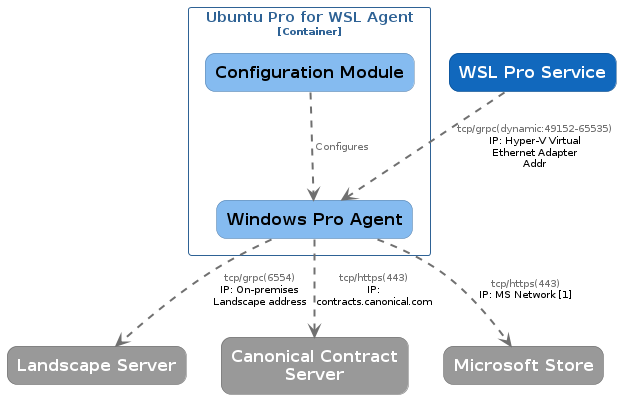 Ubuntu Pro for WSL Agent
[Container]
Configuration Module
WSL Pro Service
tcp/grpc(dynamic:49152-65535)
IP: Hyper-V Virtual
Ethernet Adapter
Addr
Configures
Windows Pro Agent
tcp/grpc(6554)
IP: On-premises
Landscape address
tcp/https(443)
IP:
contracts.canonical.com
tcp/https(443)
IP: MS Network [1]
Landscape Server
Canonical Contract
Server
Microsoft Store